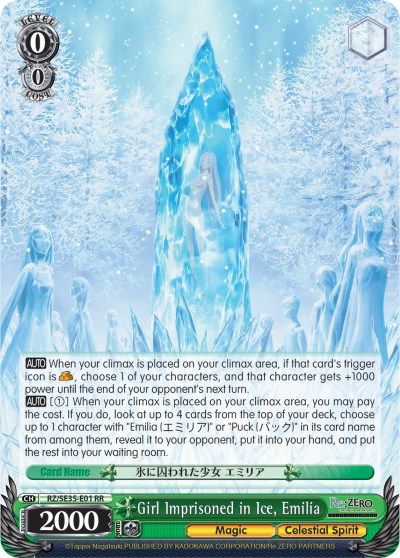 LEVEL
0
0
COST
AUTO When your climax is placed on your climax area, if that card's trigger
icon is , choose 1 of your characters, and that character gets +1000
power until the end of your opponent's next turn.
AUTO [①] When your climax is placed on your climax area, you may pay
the cost. If you do, look at up to 4 cards from the top of your deck, choose
up to 1 character with "Emilia (エミリア)" or "Puck (パック)" in its card name
from among them, reveal it to your opponent, put it into your hand, and put
the rest into your waiting room.
Card Name 氷に囚われた少女 エミリア
CH RZ/SE35-E01 RR
Girl Imprisoned in Ice, Emilia
Re:ZERO
2000
Magic Celestial Spirit
©Tappei Nagatsuki,PUBLISHED BY KADOKAWA CORPORATION/Re:ZERO PARTNERS